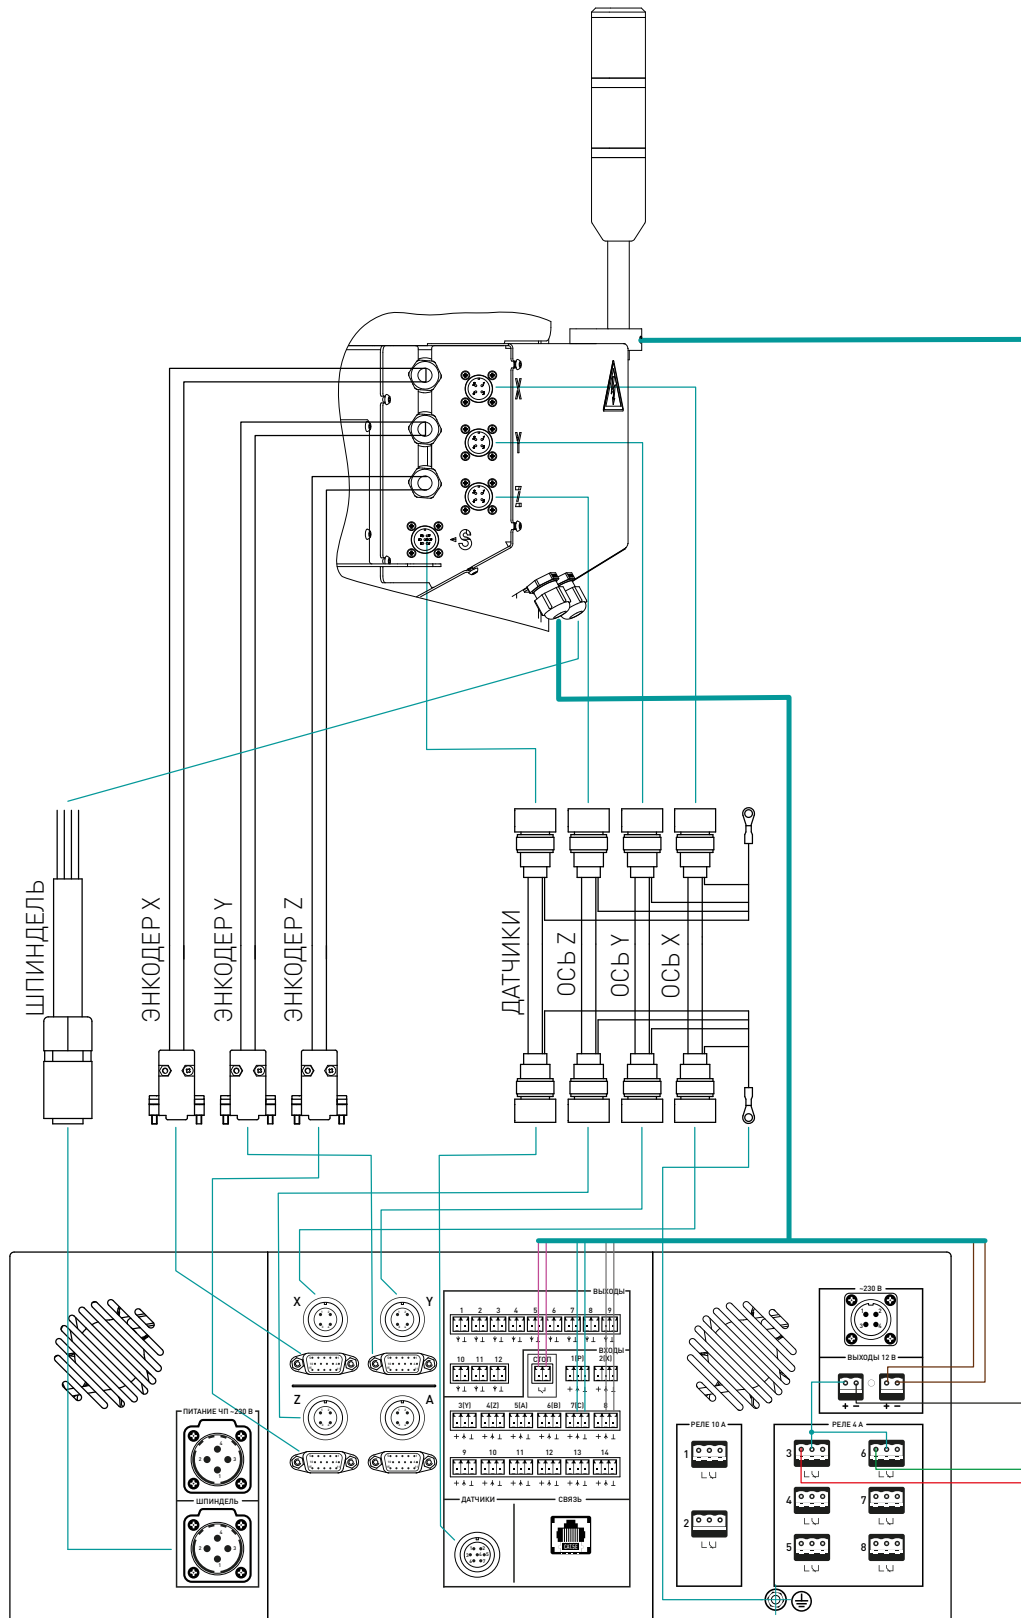 X
Y
Z
S
ШПИНДЕЛЬ
ЭНКОДЕР X
ЭНКОДЕР Y
ЭНКОДЕР Z
ДАТЧИКИ
ОСЬ Z
ОСЬ Y
ОСЬ X
X Y
Z A
ПИТАНИЕ ЧП ~230 В
ШПИНДЕЛЬ
ВЫХОДЫ
1 2 3 4 5 6 7 8 9
ВХОДЫ
10 11 12 СТОП 1(P) 2(X)
3(Y) 4(Z) 5(A) 6(B) 7(C) 8
9 10 11 12 13 14
ДАТЧИКИ СВЯЗЬ
~230 В
ВЫХОДЫ 12 В
+ − + −
РЕЛЕ 10 А
1
2
РЕЛЕ 4 А
3 6
4 7
5 8